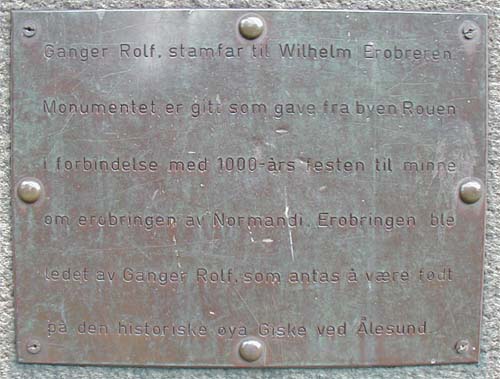 Gånger Rolf, stamfar til Wilhelm Erobreren
Monumentet er gitt som gave fra byen Rouen
i forbindelse med 1000-års festen til minne
om erobringen av Normandi. Erobringen ble
ledet av Gånger Rolf, som antas å være født
på den historiske øya Giske ved Ålesund